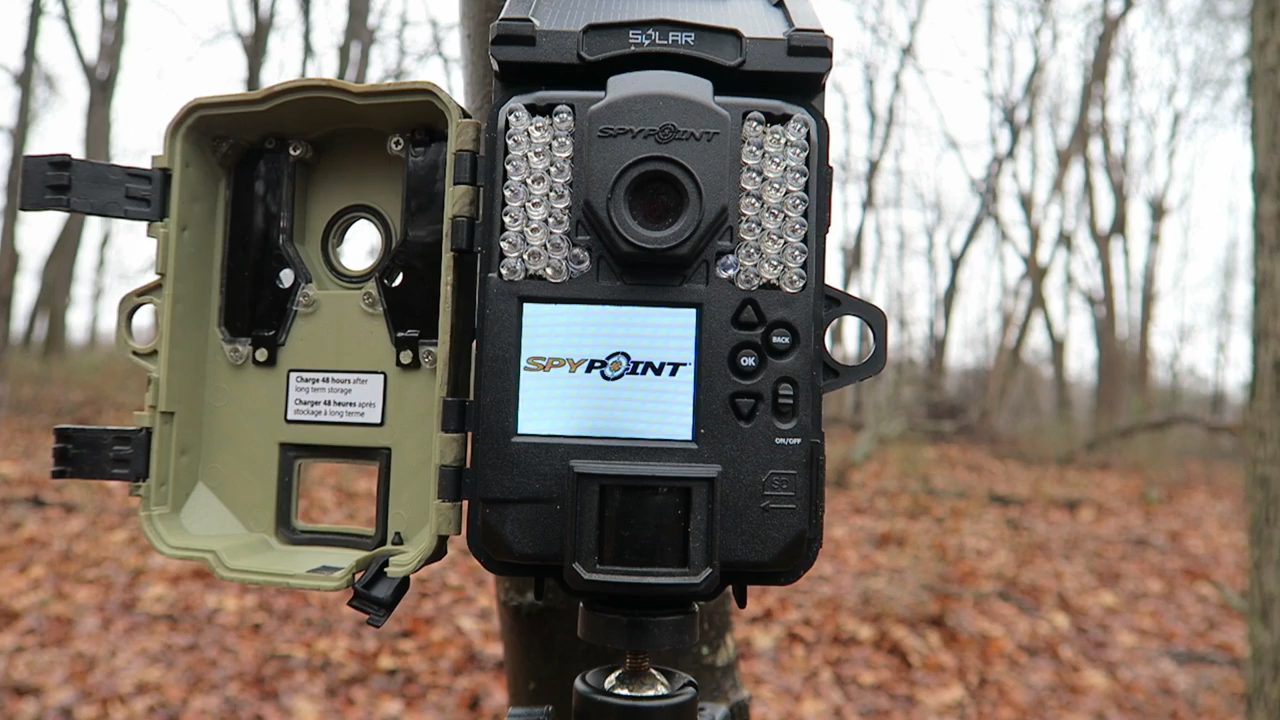 SOLAR
SPYPOINT
SPYPOINT
BACK
OK
ON/OFF
SD
Charge 48 hours after
long term storage
Charger 48 heures après
stockage à long terme